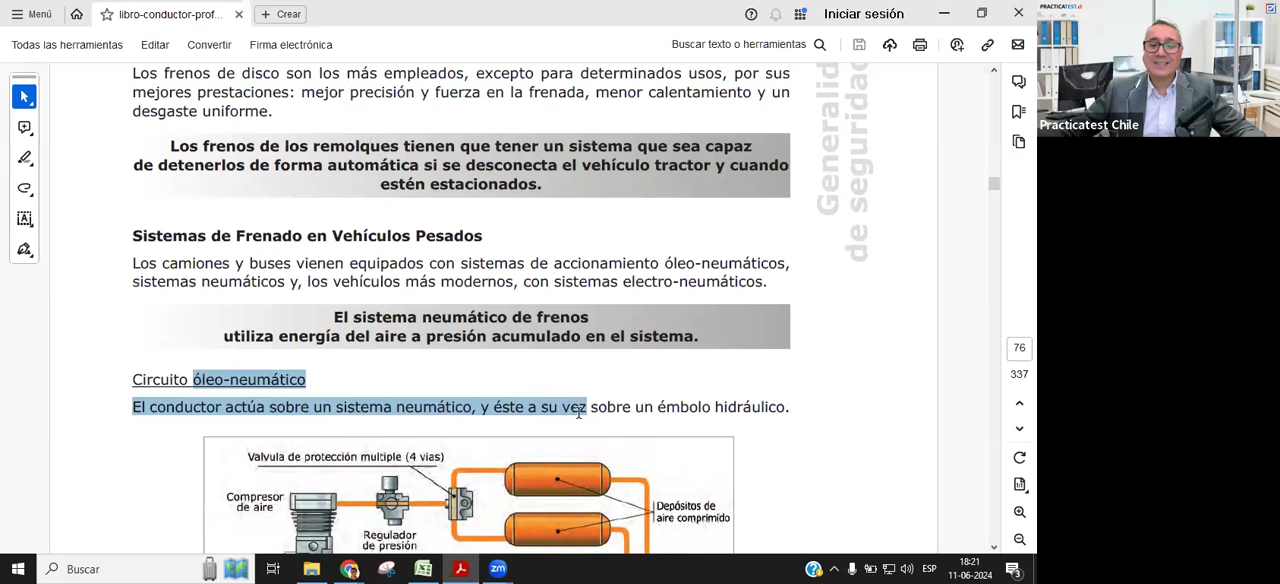 Menú
libro-conductor-prof...
Crear
Iniciar sesión
Todas las herramientas
Editar
Convertir
Firma electrónica
Buscar texto o herramientas
PRACTICATEST.cl
Los frenos de disco son los más empleados, excepto para determinados usos, por sus
mejores prestaciones: mejor precisión y fuerza en la frenada, menor calentamiento y un
desgaste uniforme.
Los frenos de los remolques tienen que tener un sistema que sea capaz
de detenerlos de forma automática si se desconecta el vehículo tractor y cuando
estén estacionados.
Generalid
de seguridad
Practicatest Chile
Sistemas de Frenado en Vehículos Pesados
Los camiones y buses vienen equipados con sistemas de accionamiento óleo-neumáticos,
sistemas neumáticos y, los vehículos más modernos, con sistemas electro-neumáticos.
El sistema neumático de frenos
utiliza energía del aire a presión acumulado en el sistema.
76
337
Circuito óleo-neumático
El conductor actúa sobre un sistema neumático, y éste a su vez sobre un émbolo hidráulico.
Valvula de protección multiple (4 vias)
Compresor
de aire
Regulador
de presión
Depósitos de
aire comprimido
Buscar
ESP
18:21
11-06-2024
3